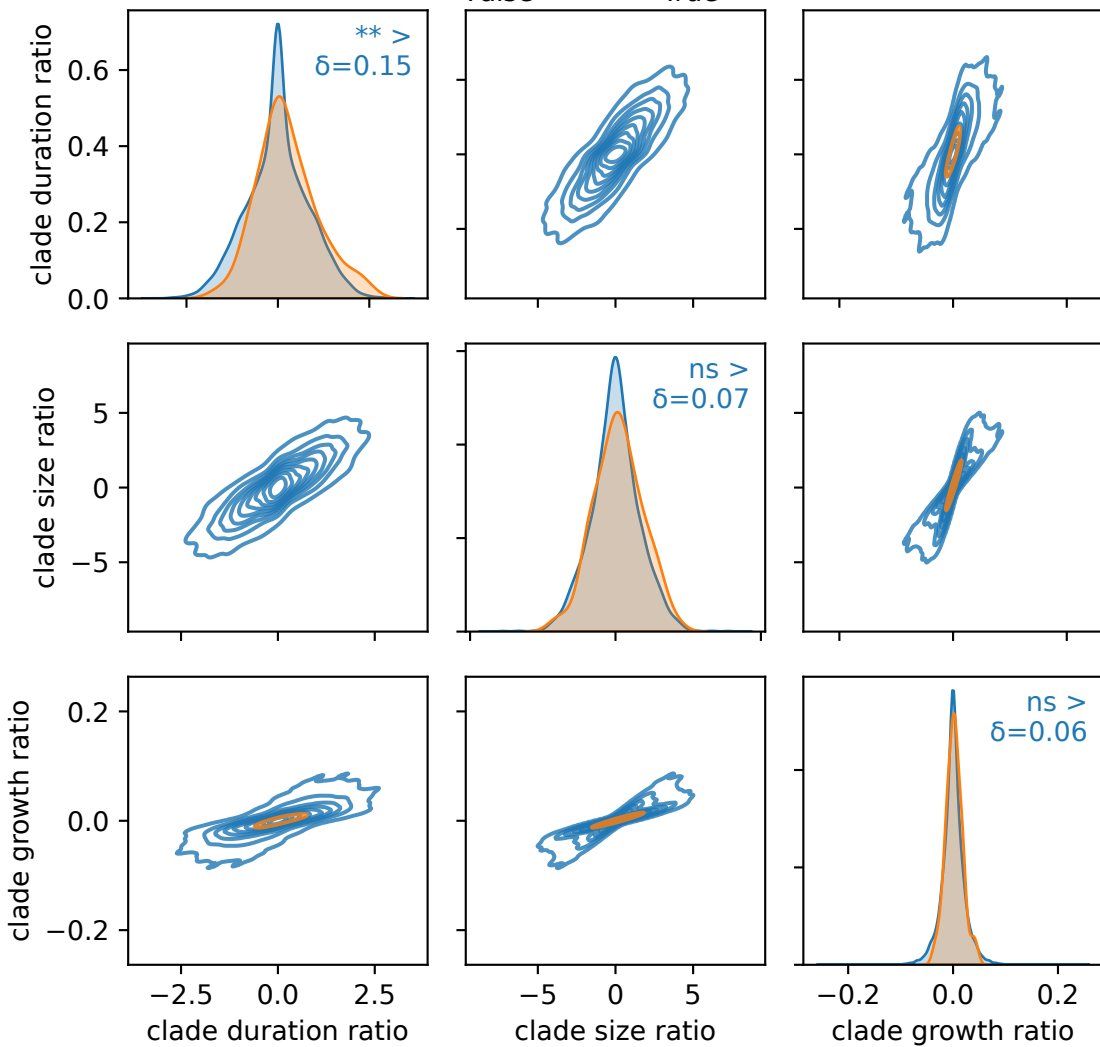 clade duration ratio
0.6
0.4
0.2
0.0
** >
δ=0.15
clade size ratio
5
0
−5
ns >
δ=0.07
clade growth ratio
0.2
0.0
−0.2
ns >
δ=0.06
−2.5 0.0 2.5
−5 0 5
−0.2 0.0 0.2
clade duration ratio
clade size ratio
clade growth ratio